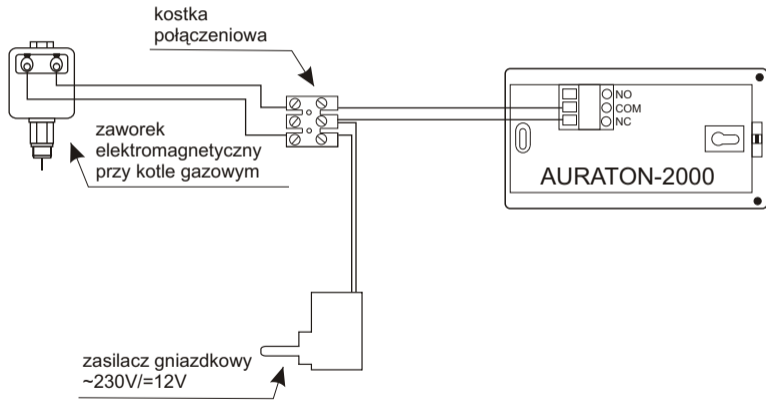 kostka
połączeniowa
NO
COM
NC
zaworek
elektromagnetyczny
przy kotle gazowym
AURATON-2000
zasilacz gniazdkowy
~230V/=12V